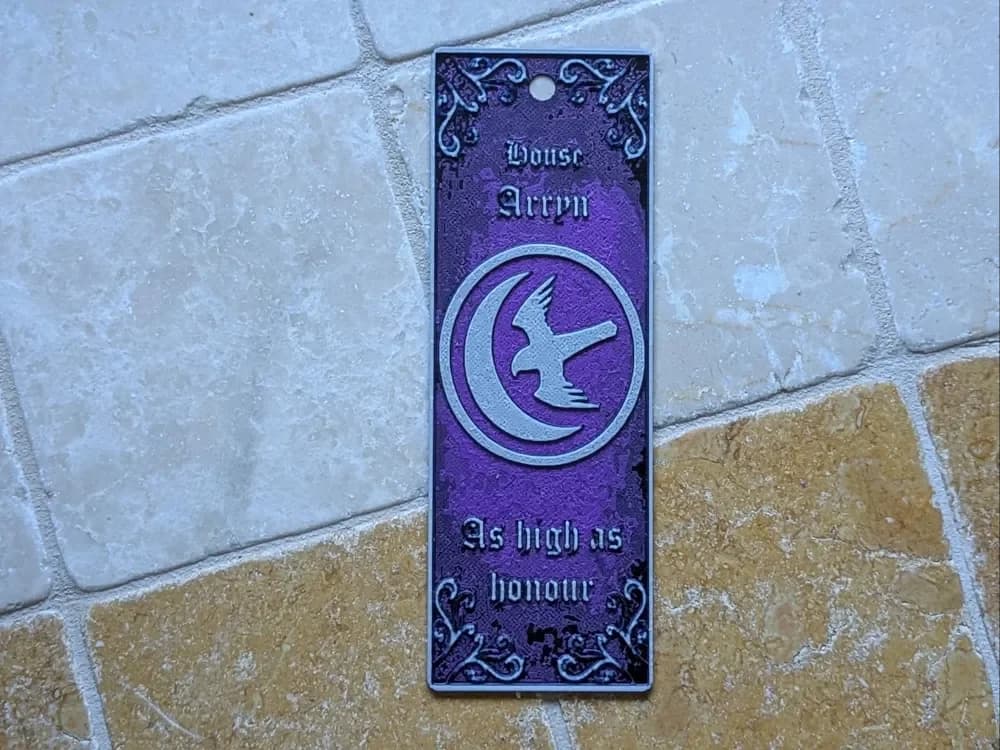 House
Arryn
As high as
honour